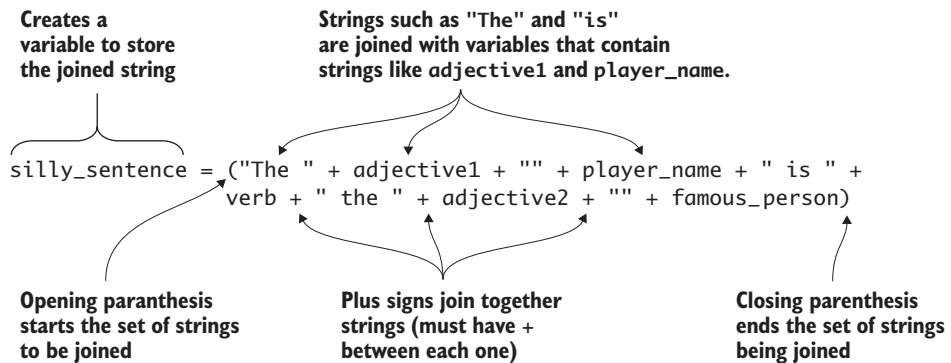 Creates a
variable to store
the joined string
Strings such as "The" and "is"
are joined with variables that contain
strings like adjective1 and player_name.
silly_sentence = ("The " + adjective1 + "" + player_name + " is " +
verb + " the " + adjective2 + "" + famous_person)
Opening paranthesis
starts the set of strings
to be joined
Plus signs join together
strings (must have +
between each one)
Closing parenthesis
ends the set of strings
being joined